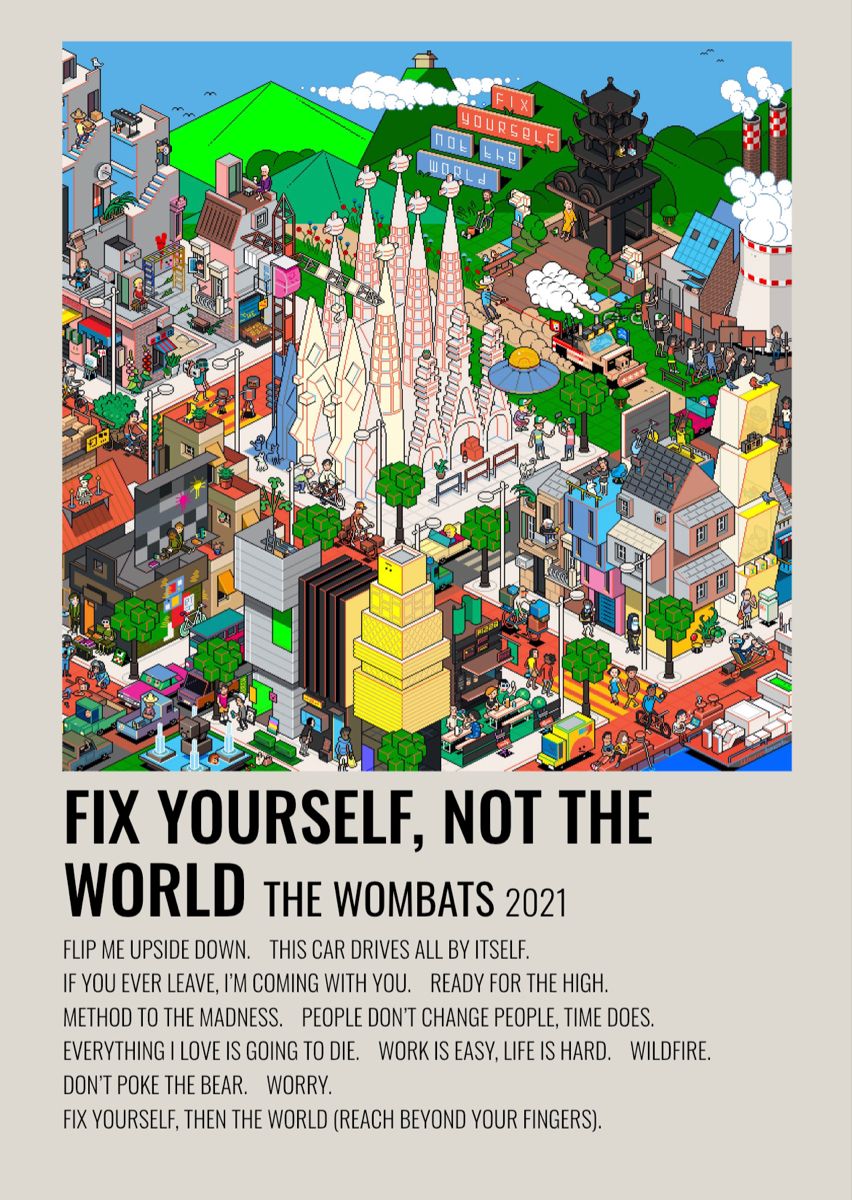 FIX
YOURSELF
NOT the
WORLD
PIZZA
FIX YOURSELF, NOT THE
WORLD THE WOMBATS 2021
FLIP ME UPSIDE DOWN. THIS CAR DRIVES ALL BY ITSELF.
IF YOU EVER LEAVE, I'M COMING WITH YOU. READY FOR THE HIGH.
METHOD TO THE MADNESS. PEOPLE DON'T CHANGE PEOPLE, TIME DOES.
EVERYTHING I LOVE IS GOING TO DIE. WORK IS EASY, LIFE IS HARD. WILDFIRE.
DON'T POKE THE BEAR. WORRY.
FIX YOURSELF, THEN THE WORLD (REACH BEYOND YOUR FINGERS).